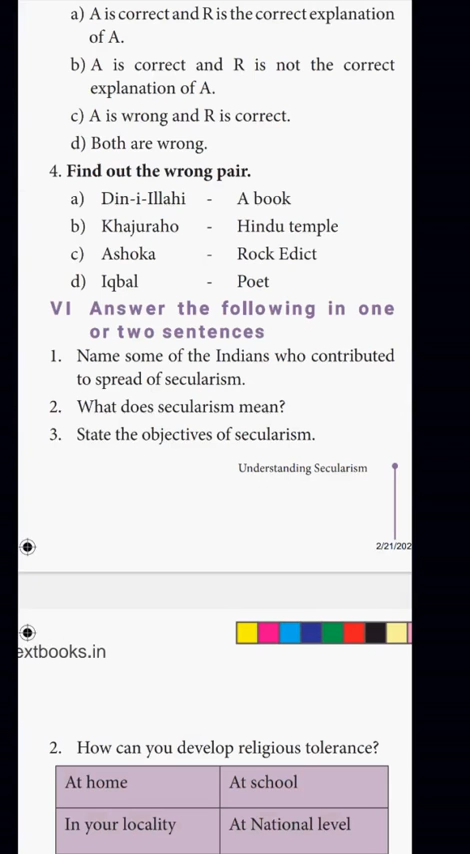 a) A is correct and R is the correct explanation
of A.
b) A is correct and R is not the correct
explanation of A.
c) A is wrong and R is correct.
d) Both are wrong.
4. Find out the wrong pair.
a) Din-i-Illahi - A book
b) Khajuraho - Hindu temple
c) Ashoka - Rock Edict
d) Iqbal - Poet
VI Answer the following in one
or two sentences
1. Name some of the Indians who contributed
to spread of secularism.
2. What does secularism mean?
3. State the objectives of secularism.
Understanding Secularism
2/21/202
extbooks.in
2. How can you develop religious tolerance?
At home At school
In your locality At National level